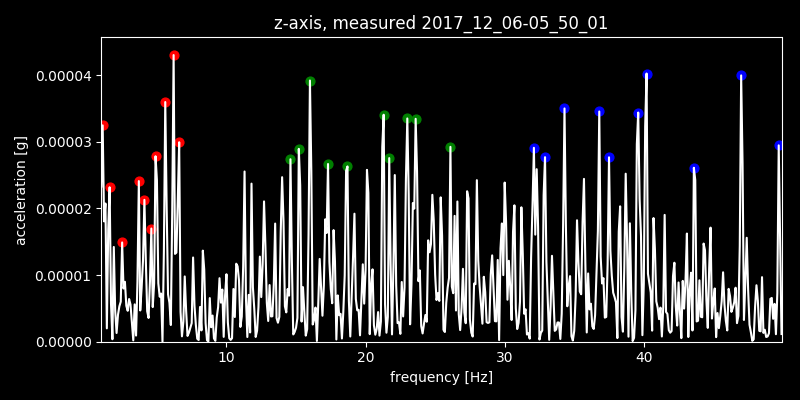 z-axis, measured 2017_12_06-05_50_01
0.00004
0.00003
0.00002
0.00001
0.00000
acceleration [g]
10 20 30 40
frequency [Hz]